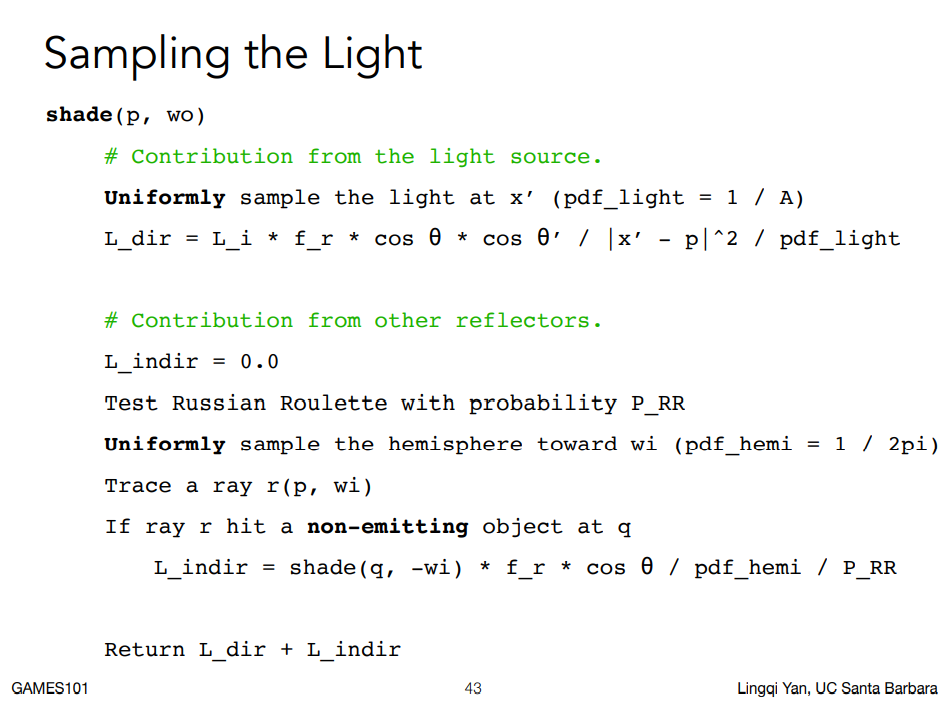 Sampling the Light
shade(p, wo)
# Contribution from the light source.
Uniformly sample the light at x′ (pdf_light = 1 / A)
L_dir = L_i * f_r * cos θ * cos θ′ / |x′ - p|^2 / pdf_light
# Contribution from other reflectors.
L_indir = 0.0
Test Russian Roulette with probability P_RR
Uniformly sample the hemisphere toward wi (pdf_hemi = 1 / 2pi)
Trace a ray r(p, wi)
If ray r hit a non-emitting object at q
L_indir = shade(q, -wi) * f_r * cos θ / pdf_hemi / P_RR
Return L_dir + L_indir
GAMES101
43
Lingqi Yan, UC Santa Barbara